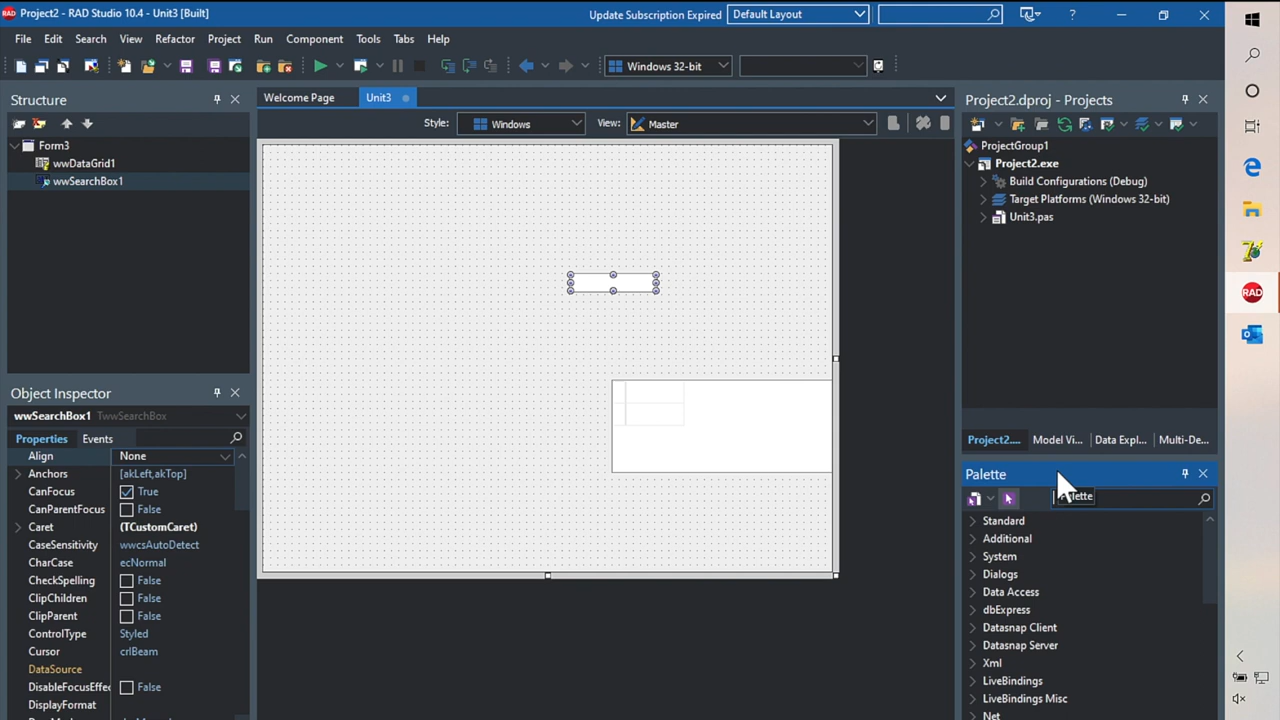 Project2 - RAD Studio 10.4 - Unit3 [Built]
Update Subscription Expired
Default Layout
?
File Edit Search View Refactor Project Run Component Tools Tabs Help
Windows 32-bit
Structure
Form3
wwDataGrid1
wwSearchBox1
Welcome Page
Unit3
Style:
Windows
View:
Master
Project2.dproj - Projects
ProjectGroup1
Project2.exe
Build Configurations (Debug)
Target Platforms (Windows 32-bit)
Unit3.pas
Project2....
Model Vi...
Data Expl...
Multi-De...
Object Inspector
wwSearchBox1 TwwSearchBox
Properties
Events
Align None
Anchors [akLeft,akTop]
CanFocus True
CanParentFocus False
Caret (TCustomCaret)
CaseSensitivity wwcsAutoDetect
CharCase ecNormal
CheckSpelling False
ClipChildren False
ClipParent False
ControlType Styled
Cursor crIBeam
DataSource
DisableFocusEffec False
DisplayFormat
Palette
Standard
Additional
System
Dialogs
Data Access
dbExpress
Datasnap Client
Datasnap Server
Xml
LiveBindings
LiveBindings Misc
Net
RAD